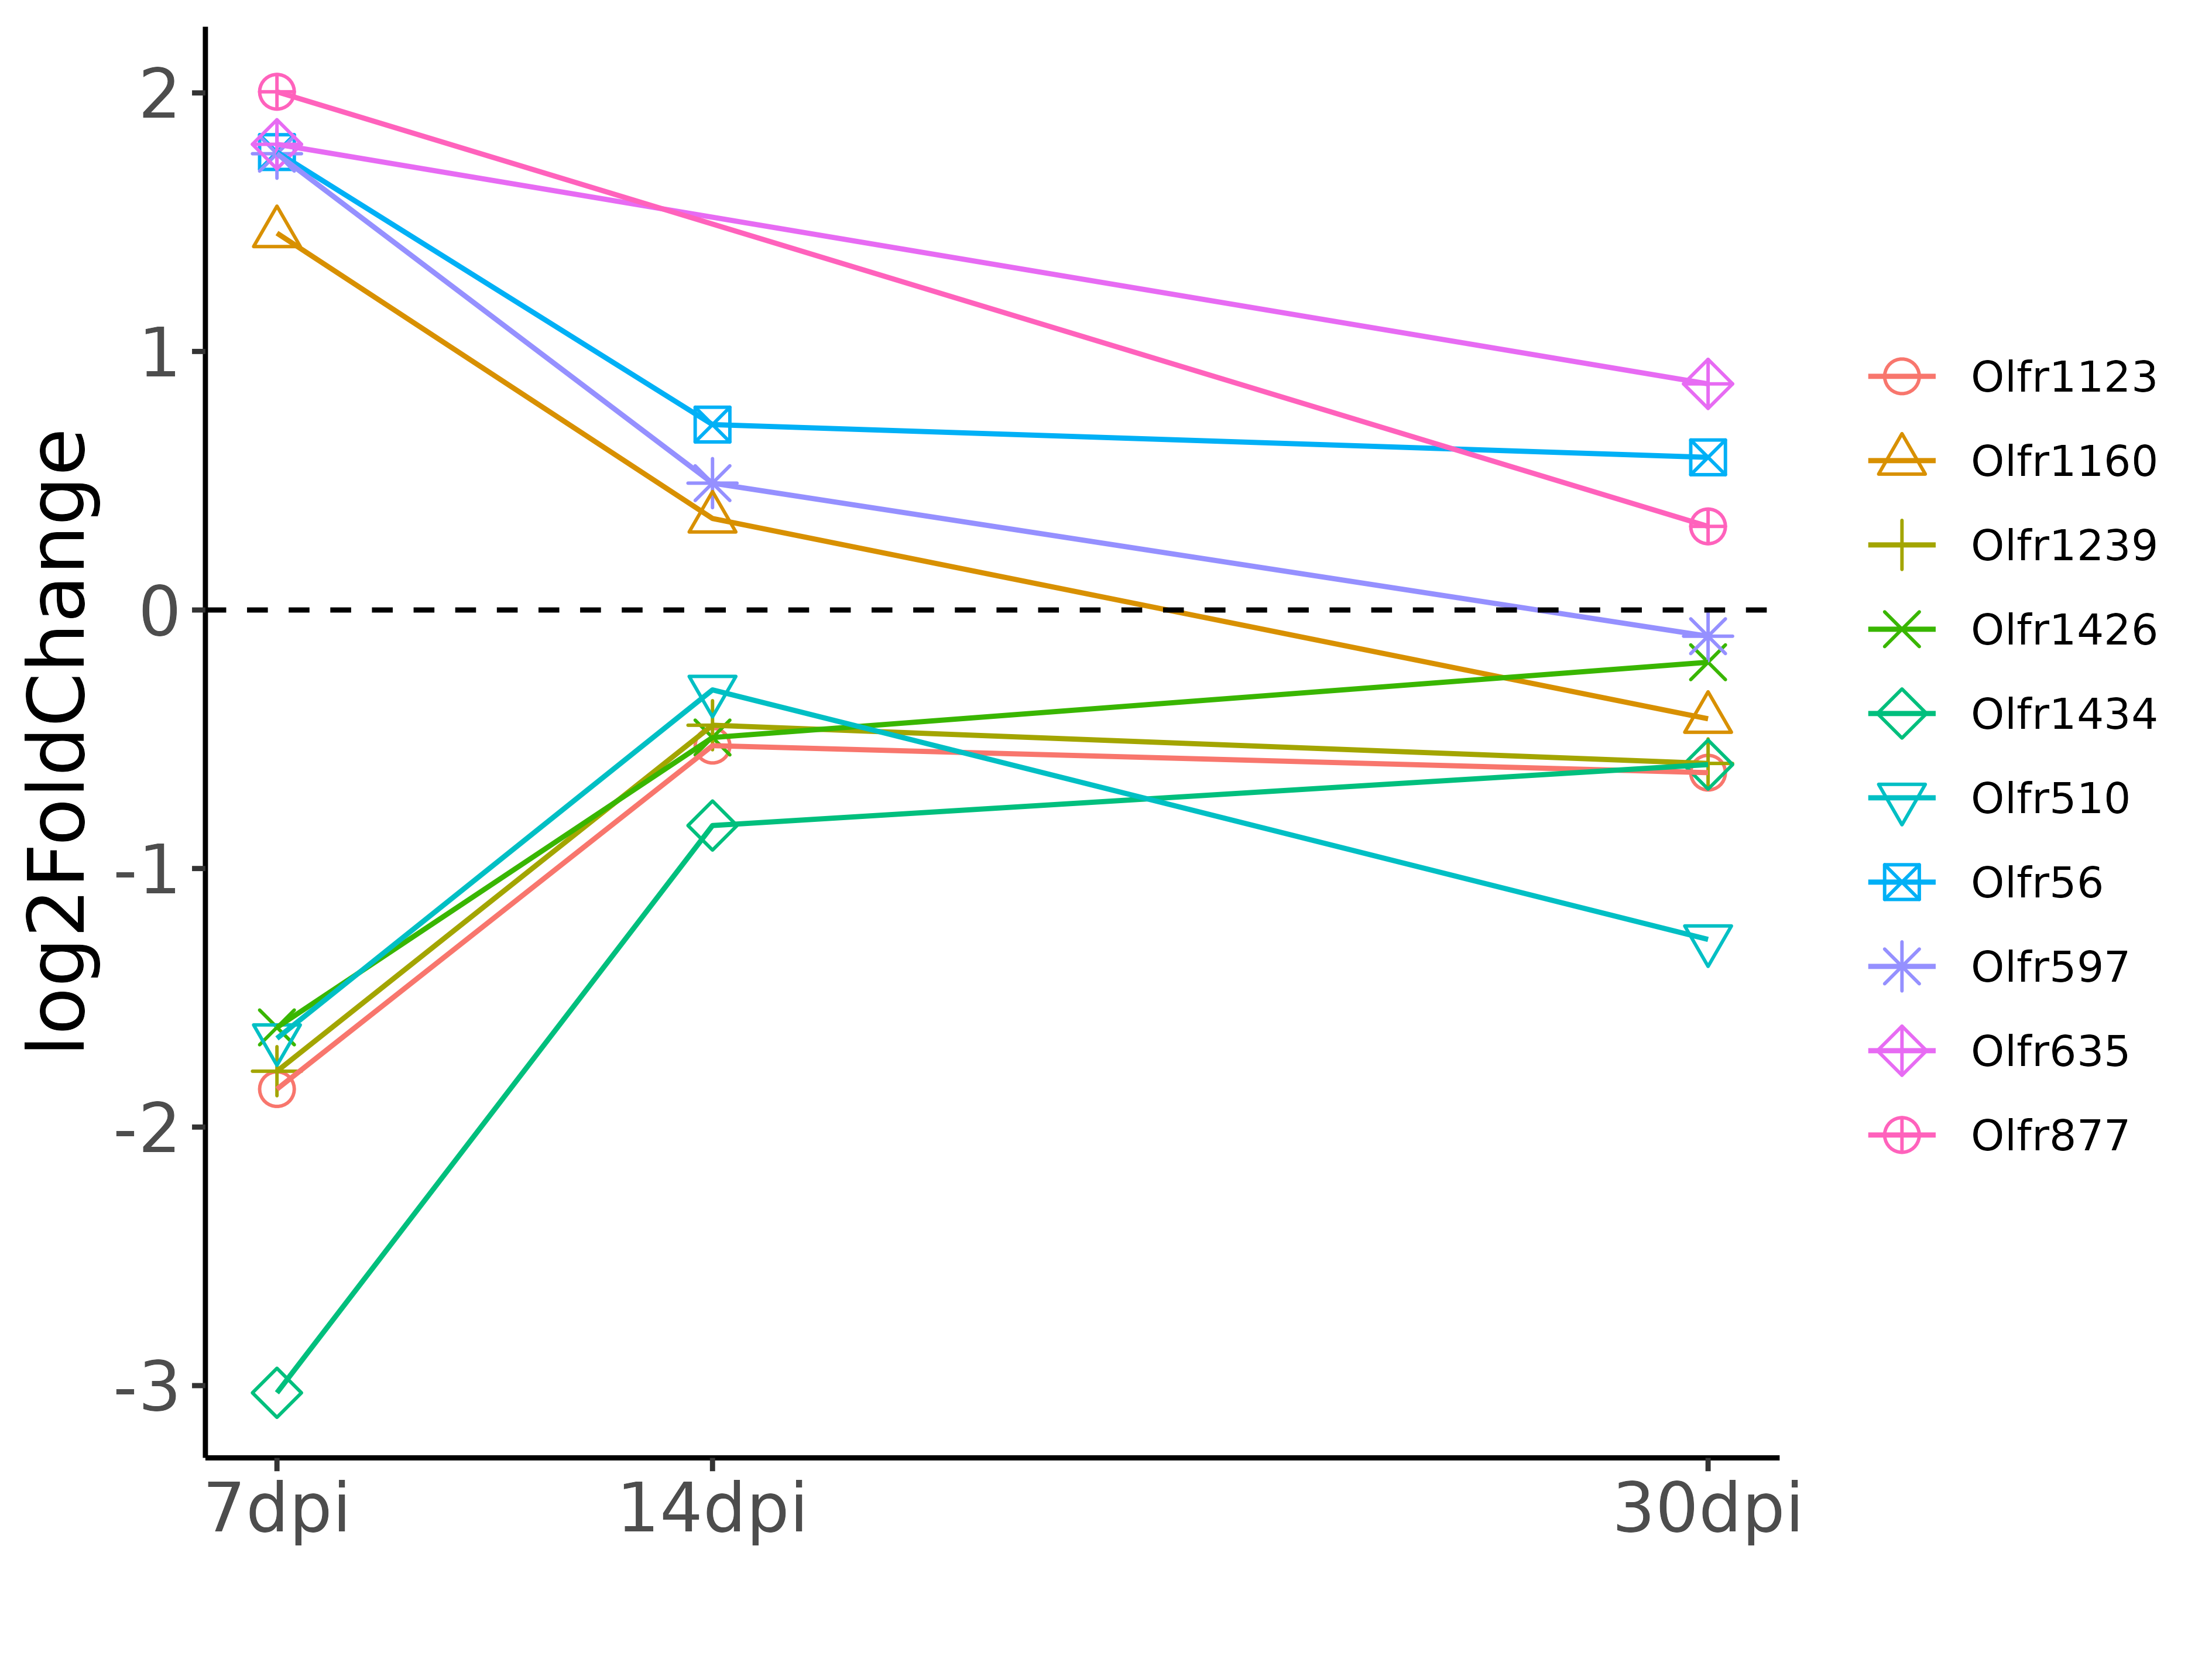 log2FoldChange
2
1
0
-1
-2
-3
7dpi
14dpi
30dpi
Olfr1123
Olfr1160
Olfr1239
Olfr1426
Olfr1434
Olfr510
Olfr56
Olfr597
Olfr635
Olfr877